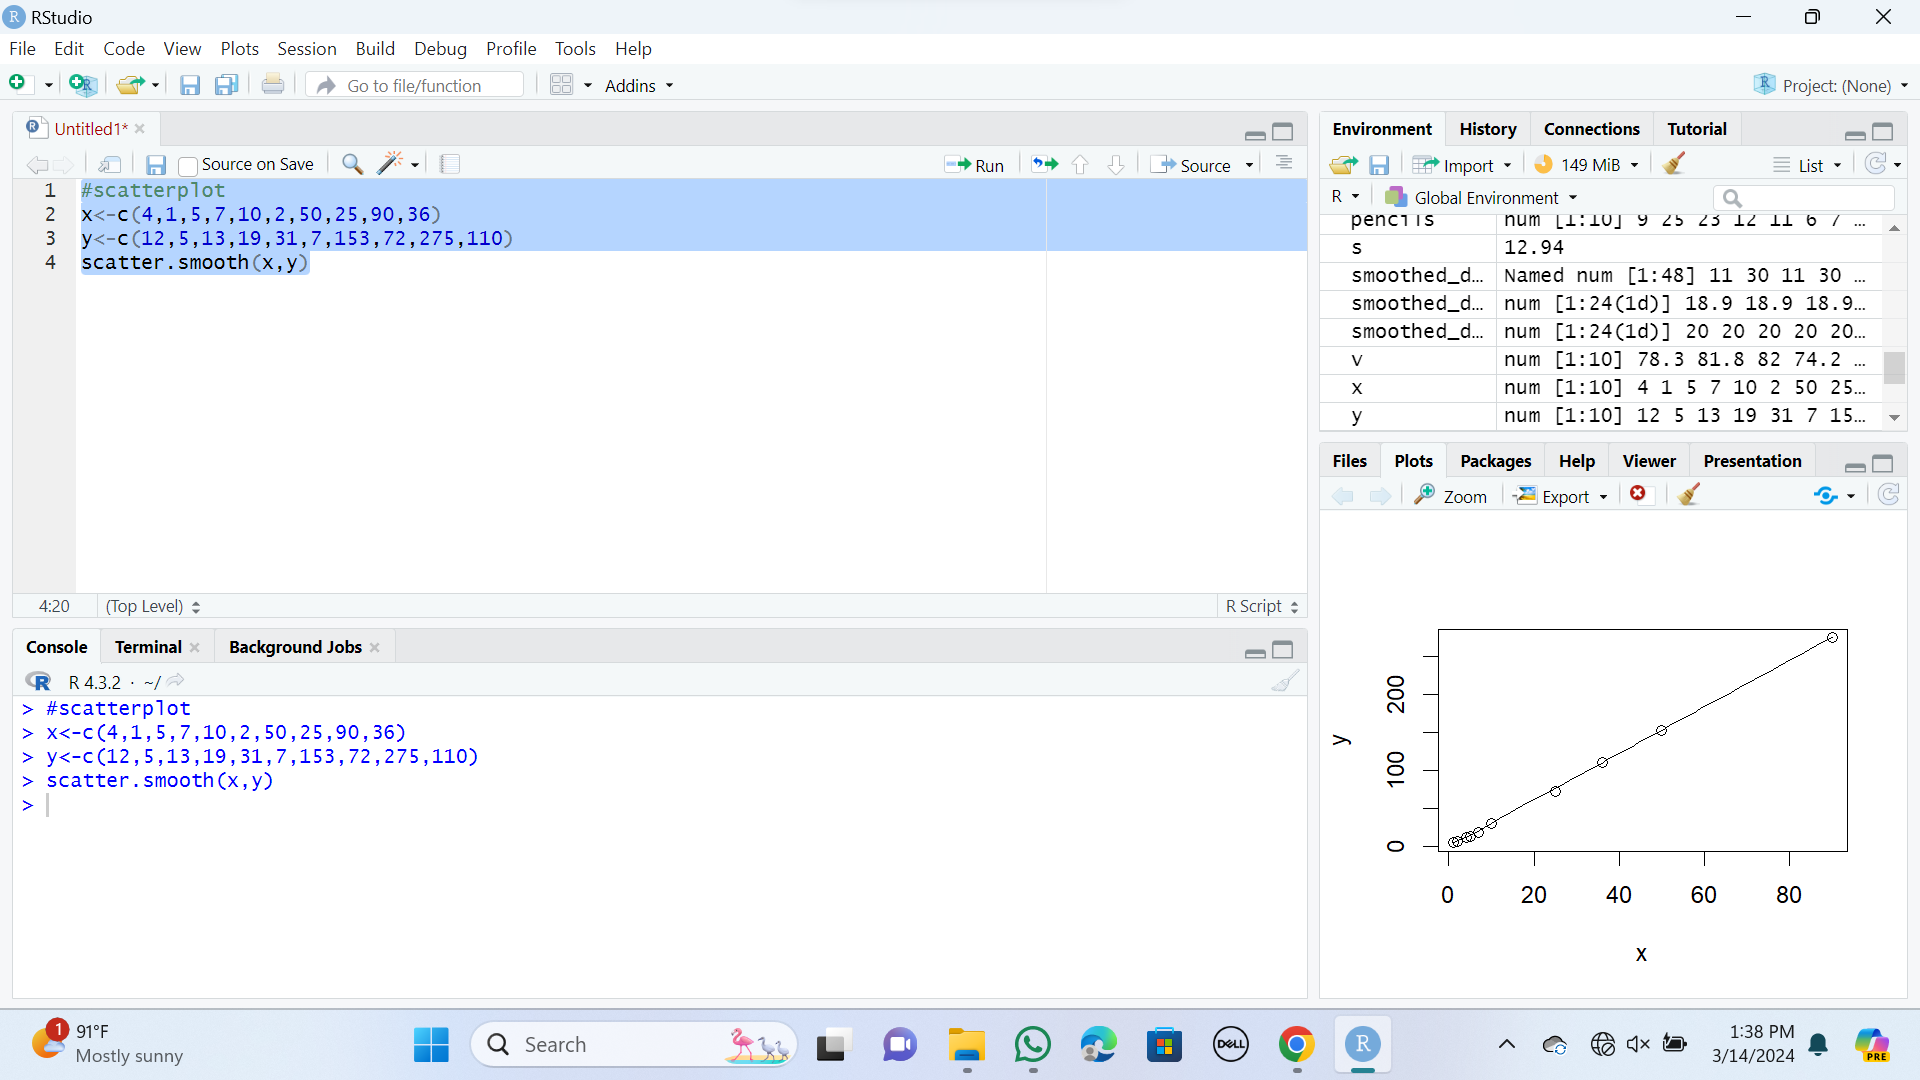 RStudio
File Edit Code View Plots Session Build Debug Profile Tools Help
Go to file/function Addins Project: (None)
Untitled1*
Source on Save Run Source
1 #scatterplot
2 x<-c(4,1,5,7,10,2,50,25,90,36)
3 y<-c(12,5,13,19,31,7,153,72,275,110)
4 scatter.smooth(x,y)
4:20 (Top Level) R Script
Console Terminal Background Jobs
R 4.3.2 · ~/
> #scatterplot
> x<-c(4,1,5,7,10,2,50,25,90,36)
> y<-c(12,5,13,19,31,7,153,72,275,110)
> scatter.smooth(x,y)
>
Environment History Connections Tutorial
Import 149 MiB List
R Global Environment
pencils num [1:10] 9 25 23 12 11 6 7 ...
s 12.94
smoothed_d... Named num [1:48] 11 30 11 30 ...
smoothed_d... num [1:24(1d)] 18.9 18.9 18.9...
smoothed_d... num [1:24(1d)] 20 20 20 20 20...
v num [1:10] 78.3 81.8 82 74.2 ...
x num [1:10] 4 1 5 7 10 2 50 25...
y num [1:10] 12 5 13 19 31 7 15...
Files Plots Packages Help Viewer Presentation
Zoom Export
200
y
100
0
0 20 40 60 80
x
1 91°F
Mostly sunny
Search
DELL
R
1:38 PM
3/14/2024
PRE